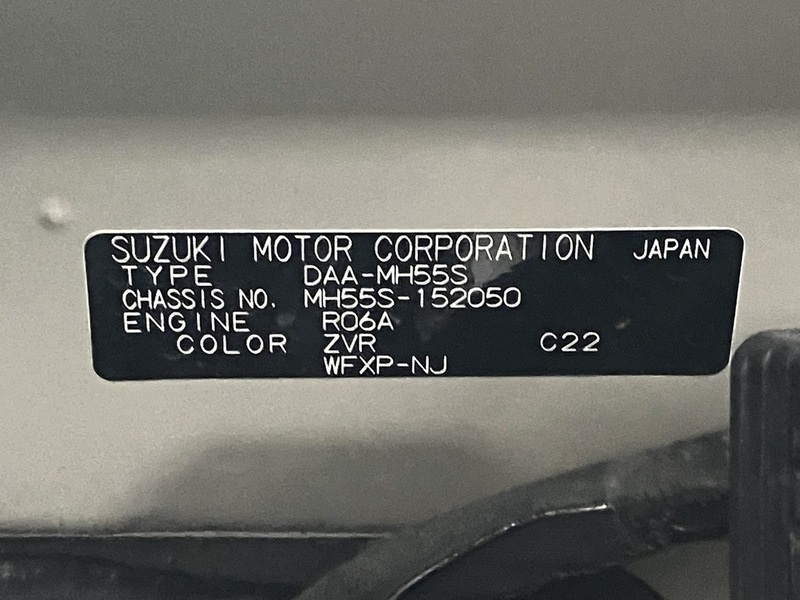 SUZUKI MOTOR CORPORATION JAPAN
TYPE DAA-MH55S
CHASSIS NO. MH55S-152050
ENGINE R06A
COLOR ZVR C22
WFXP-NJ